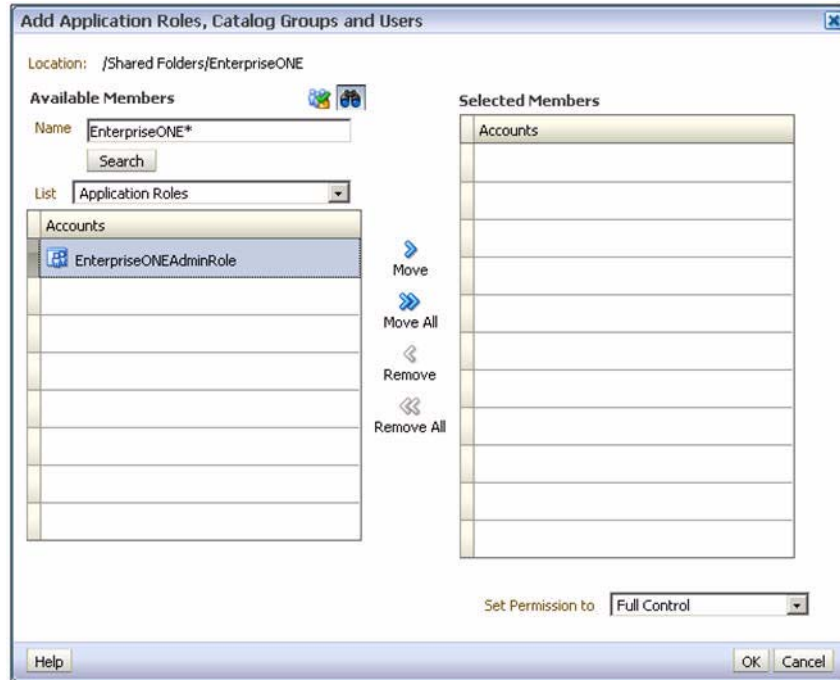 Add Application Roles, Catalog Groups and Users
Location: /Shared Folders/EnterpriseONE
Available Members
Name EnterpriseONE*
Search
List Application Roles
Accounts
EnterpriseONEAdminRole
Move
Move All
Remove
Remove All
Selected Members
Accounts
Set Permission to Full Control
Help
OK Cancel